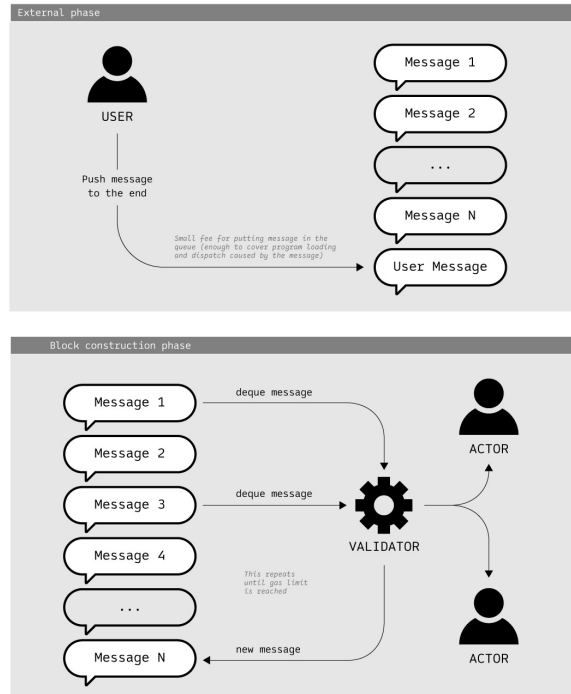 External phase
USER
Push message
to the end
Small fee for putting message in the
queue (enough to cover program loading
and dispatch caused by the message)
Message 1
Message 2
...
Message N
User Message
Block construction phase
Message 1
Message 2
Message 3
Message 4
...
Message N
deque message
deque message
This repeats
until gas limit
is reached
new message
VALIDATOR
ACTOR
ACTOR